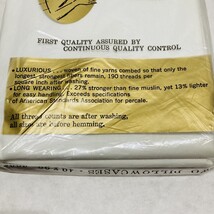 FIRST QUALITY ASSURED BY
CONTINUOUS QUALITY CONTROL
• LUXURIOUS . . . woven of fine yarns combed so that only the
longest, strongest fibers remain, 190 threads per
square inch after washing.
• LONG WEARING . . . 27% stronger than fine muslin, yet 13% lighter
for easy handling. Exceeds specifications
of American Standards Association for percale.
All thread counts are after washing,
all sizes are before hemming.
PILLOWCASES